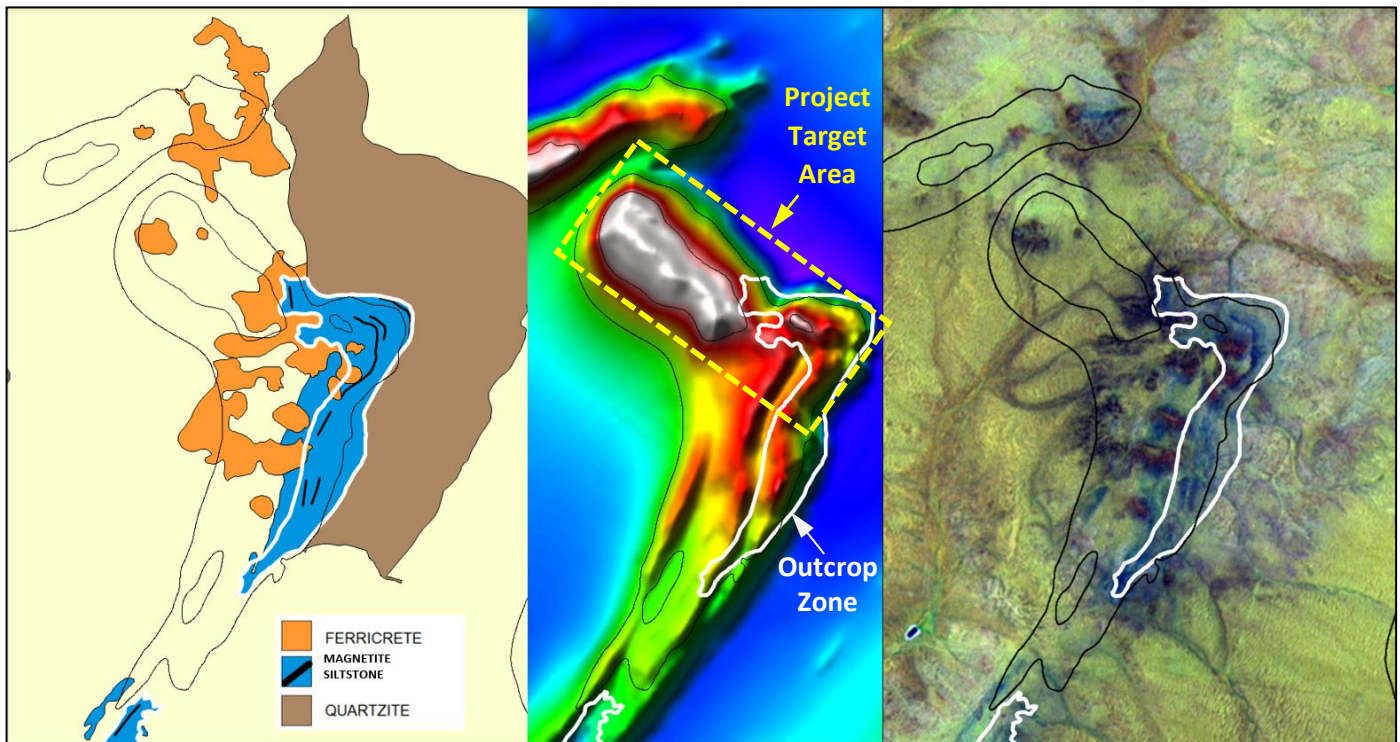 FERRICRETE
MAGNETITE
SILTSTONE
QUARTZITE
Project
Target
Area
Outcrop
Zone